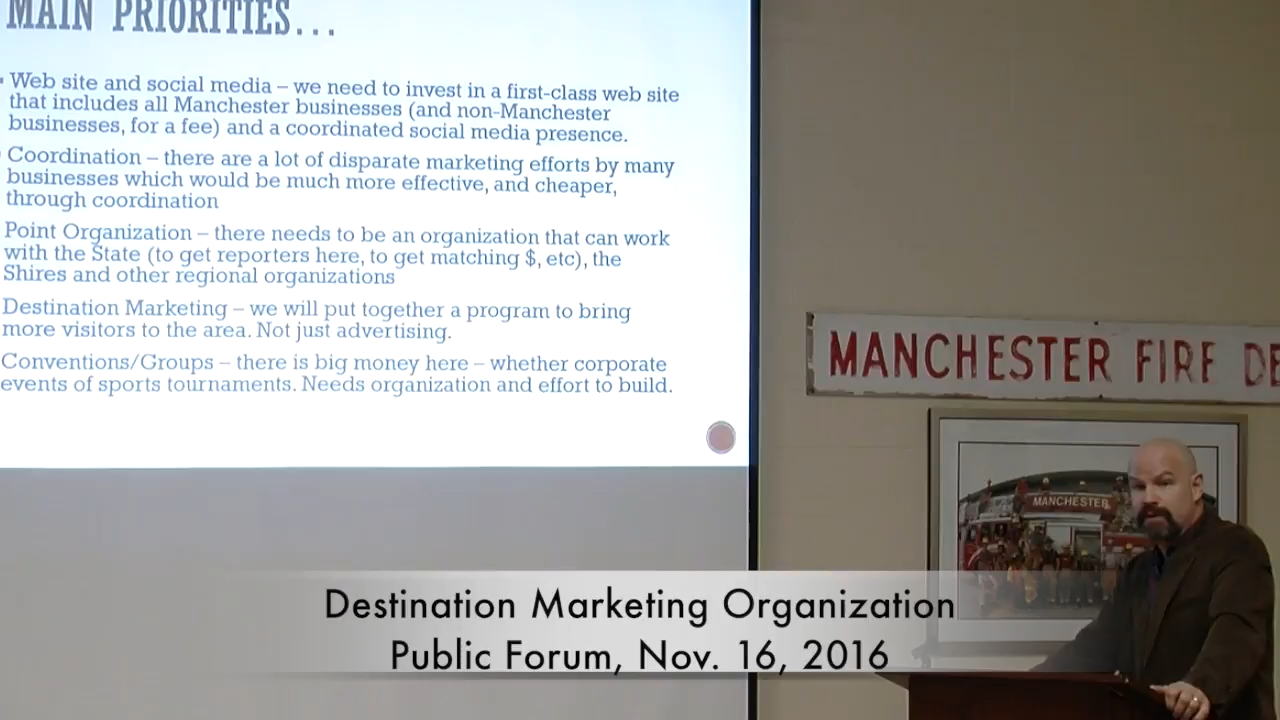 MAIN PRIORITIES...
Web site and social media – we need to invest in a first-class web site
that includes all Manchester businesses (and non-Manchester
businesses, for a fee) and a coordinated social media presence.
Coordination – there are a lot of disparate marketing efforts by many
businesses which would be much more effective, and cheaper,
through coordination
Point Organization – there needs to be an organization that can work
with the State (to get reporters here, to get matching $, etc), the
Shires and other regional organizations
Destination Marketing – we will put together a program to bring
more visitors to the area. Not just advertising.
Conventions/Groups – there is big money here – whether corporate
events of sports tournaments. Needs organization and effort to build.
MANCHESTER FIRE DE
MANCHESTER
Destination Marketing Organization
Public Forum, Nov. 16, 2016